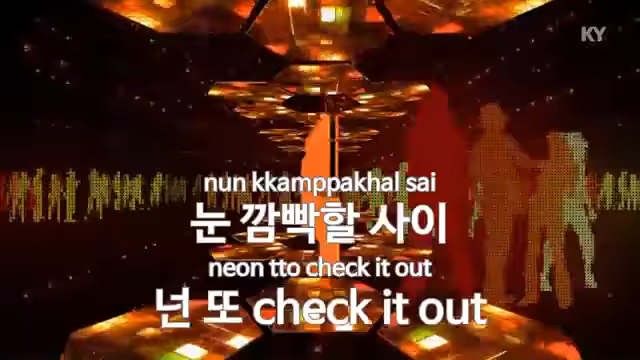 KY
nun kkamppakhal sai
눈 깜빡할 사이
neon tto check it out
넌 또 check it out